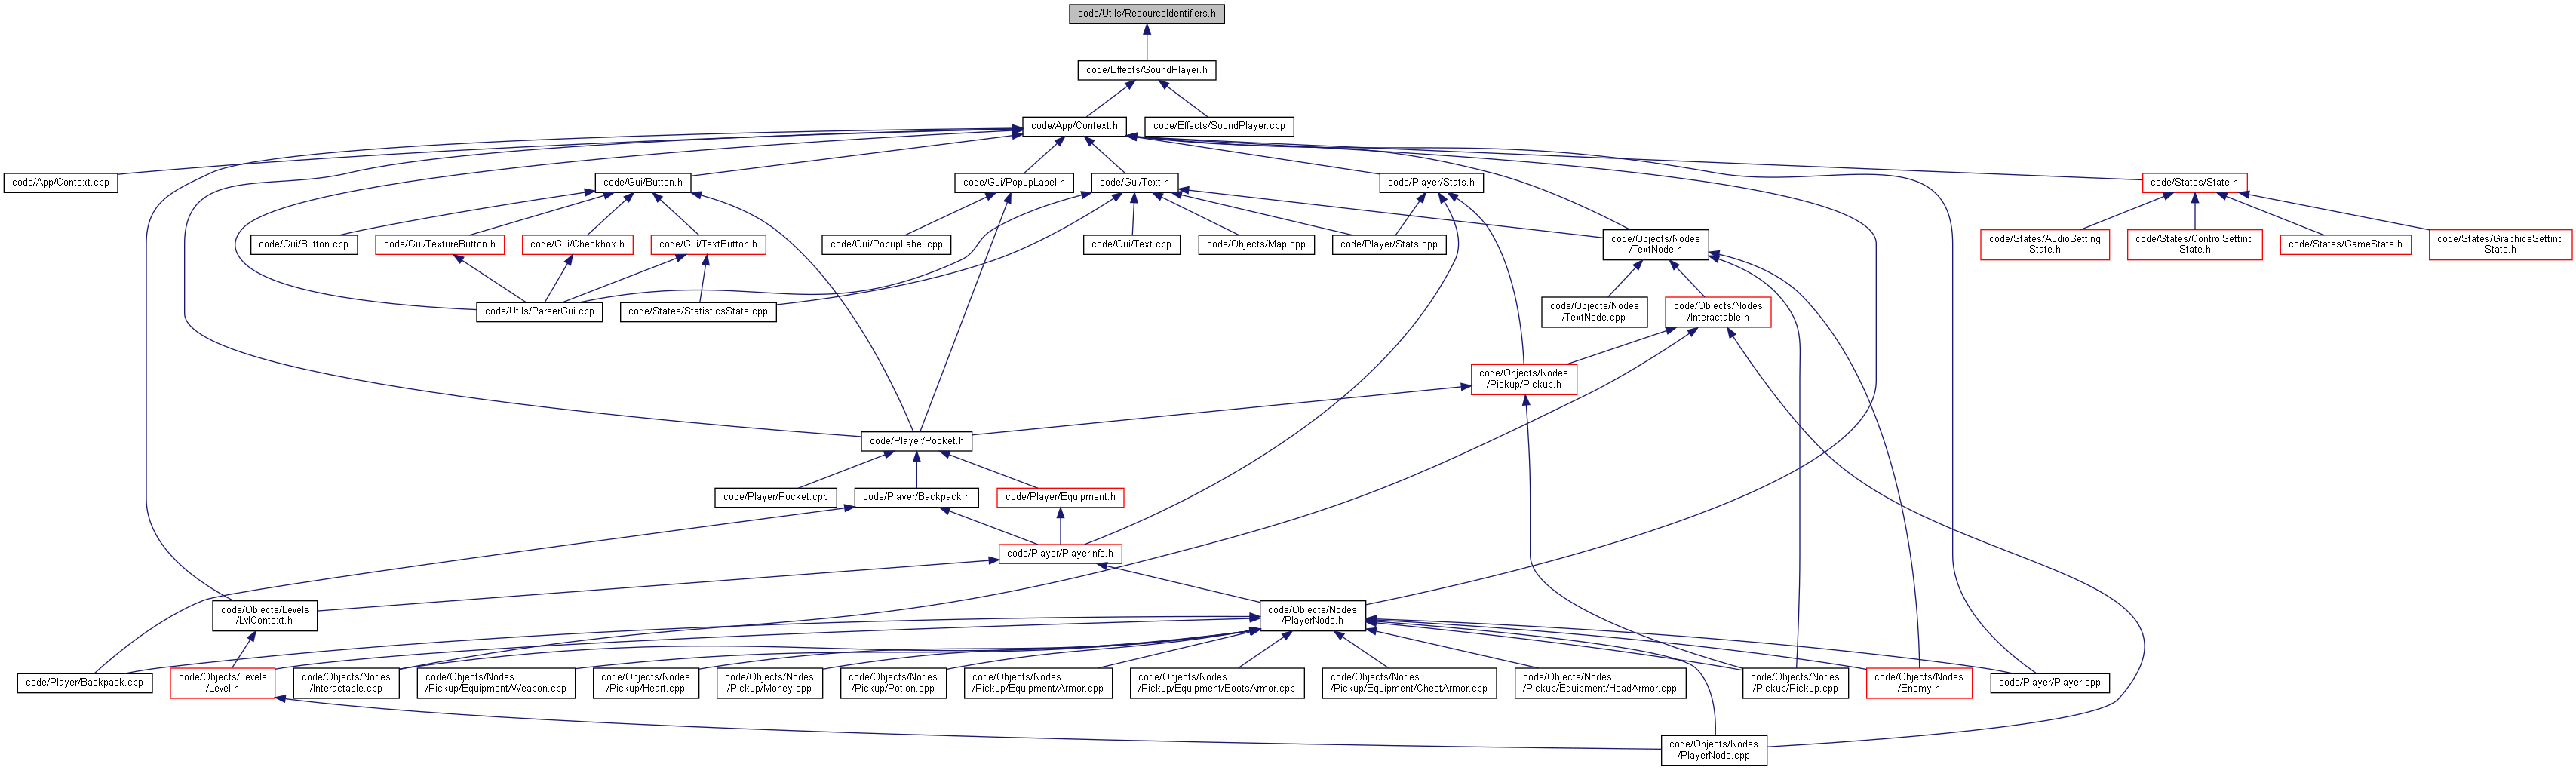 code/Utils/ResourceIdentifiers.h
code/Effects/SoundPlayer.h
code/App/Context.h
code/Effects/SoundPlayer.cpp
code/App/Context.cpp
code/Gui/Button.h
code/Gui/PopupLabel.h
code/Gui/Text.h
code/Player/Stats.h
code/States/State.h
code/Gui/Button.cpp
code/Gui/TextureButton.h
code/Gui/Checkbox.h
code/Gui/TextButton.h
code/Gui/PopupLabel.cpp
code/Gui/Text.cpp
code/Objects/Map.cpp
code/Player/Stats.cpp
code/Objects/Nodes
/TextNode.h
code/States/AudioSetting
State.h
code/States/ControlSetting
State.h
code/States/GameState.h
code/States/GraphicsSetting
State.h
code/Utils/ParserGui.cpp
code/States/StatisticsState.cpp
code/Objects/Nodes
/TextNode.cpp
code/Objects/Nodes
/Interactable.h
code/Objects/Nodes
/Pickup/Pickup.h
code/Player/Pocket.h
code/Player/Pocket.cpp
code/Player/Backpack.h
code/Player/Equipment.h
code/Player/PlayerInfo.h
code/Objects/Levels
/LvlContext.h
code/Objects/Nodes
/PlayerNode.h
code/Player/Backpack.cpp
code/Objects/Levels
/Level.h
code/Objects/Nodes
/Interactable.cpp
code/Objects/Nodes
/Pickup/Equipment/Weapon.cpp
code/Objects/Nodes
/Pickup/Heart.cpp
code/Objects/Nodes
/Pickup/Money.cpp
code/Objects/Nodes
/Pickup/Potion.cpp
code/Objects/Nodes
/Pickup/Equipment/Armor.cpp
code/Objects/Nodes
/Pickup/Equipment/BootsArmor.cpp
code/Objects/Nodes
/Pickup/Equipment/ChestArmor.cpp
code/Objects/Nodes
/Pickup/Equipment/HeadArmor.cpp
code/Objects/Nodes
/Pickup/Pickup.cpp
code/Objects/Nodes
/Enemy.h
code/Player/Player.cpp
code/Objects/Nodes
/PlayerNode.cpp